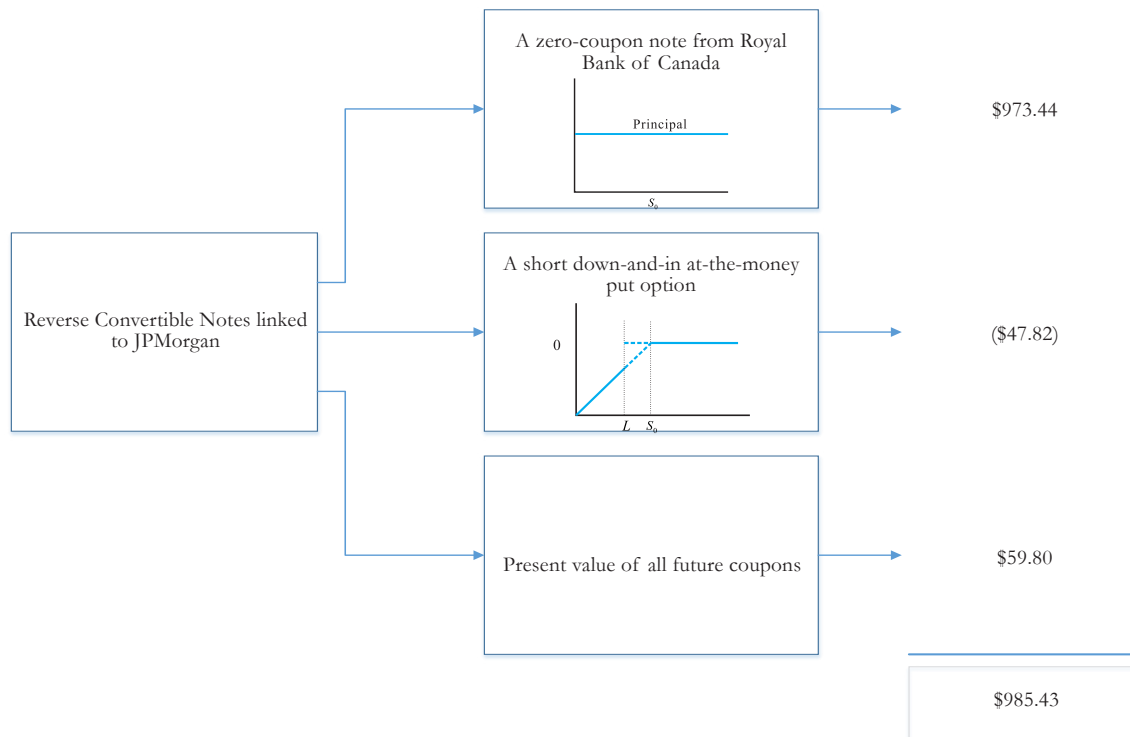 A zero-coupon note from Royal
Bank of Canada
Principal
S₀
$973.44
Reverse Convertible Notes linked
to JPMorgan
A short down-and-in at-the-money
put option
0
L S₀
($47.82)
Present value of all future coupons
$59.80
$985.43